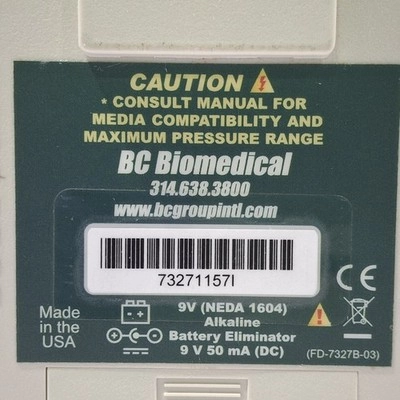 CAUTION
* CONSULT MANUAL FOR
MEDIA COMPATIBILITY AND
MAXIMUM PRESSURE RANGE
BC Biomedical
314.638.3800
www.bcgroupintl.com
73271157I
CE
Made
in the
USA
9V (NEDA 1604)
Alkaline
Battery Eliminator
9 V 50 mA (DC)
(FD-7327B-03)